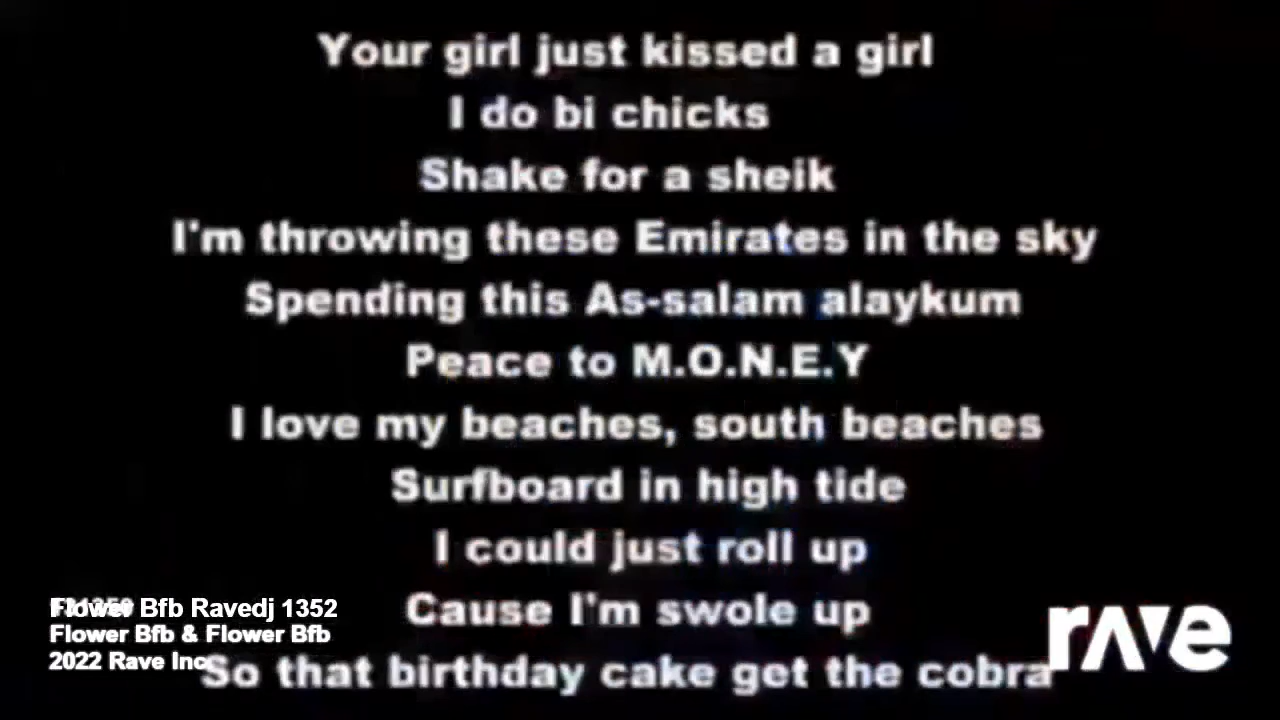 Your girl just kissed a girl
I do bi chicks
Shake for a sheik
I'm throwing these Emirates in the sky
Spending this As-salam alaykum
Peace to M.O.N.E.Y
I love my beaches, south beaches
Surfboard in high tide
I could just roll up
Cause I'm swole up
So that birthday cake get the cobra
Flower Bfb Ravedj 1352
Flower Bfb & Flower Bfb
2022 Rave Inc
rave